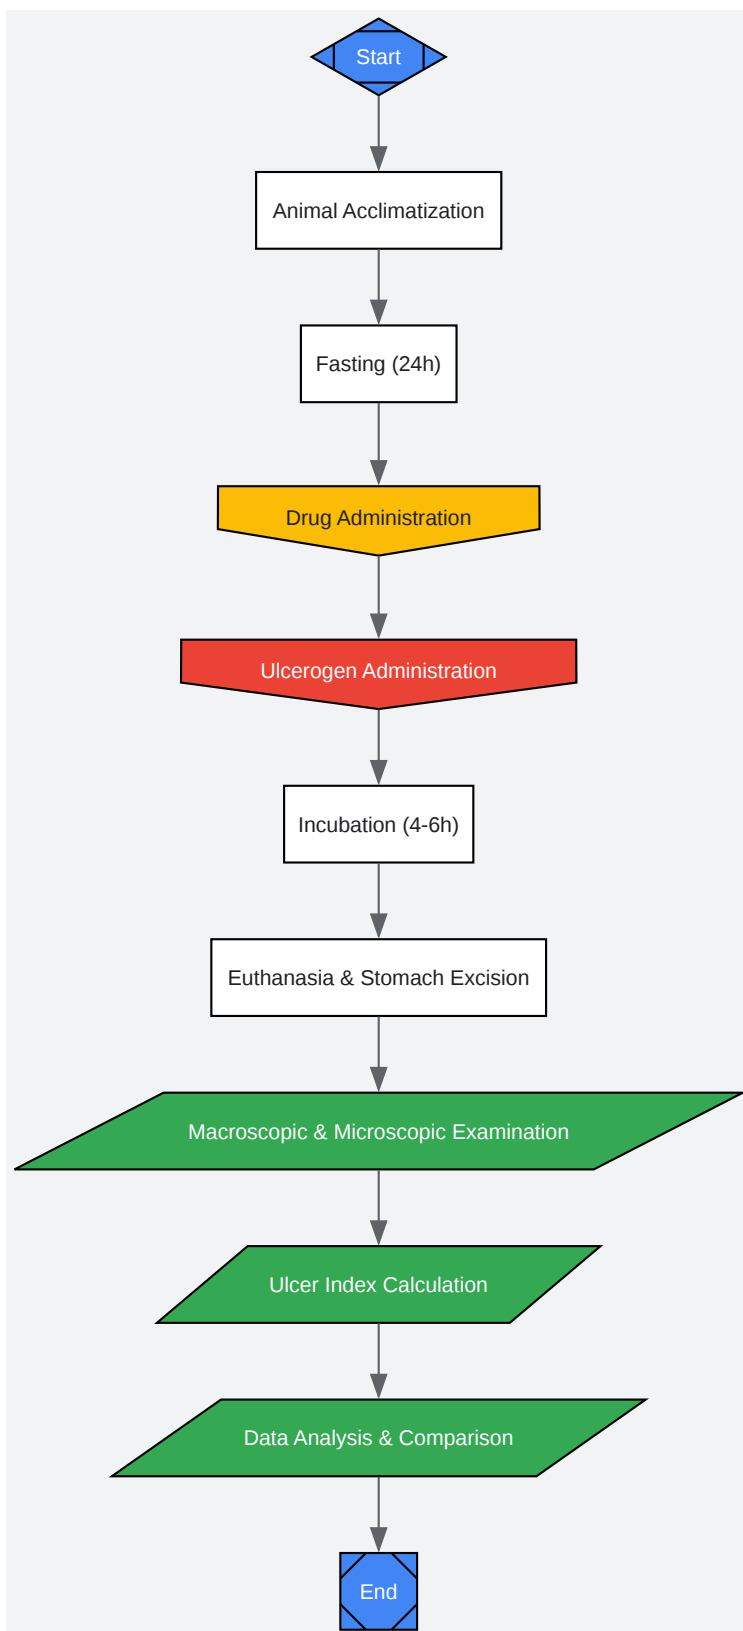 Start
Animal Acclimatization
Fasting (24h)
Drug Administration
Ulcerogen Administration
Incubation (4-6h)
Euthanasia & Stomach Excision
Macroscopic & Microscopic Examination
Ulcer Index Calculation
Data Analysis & Comparison
End